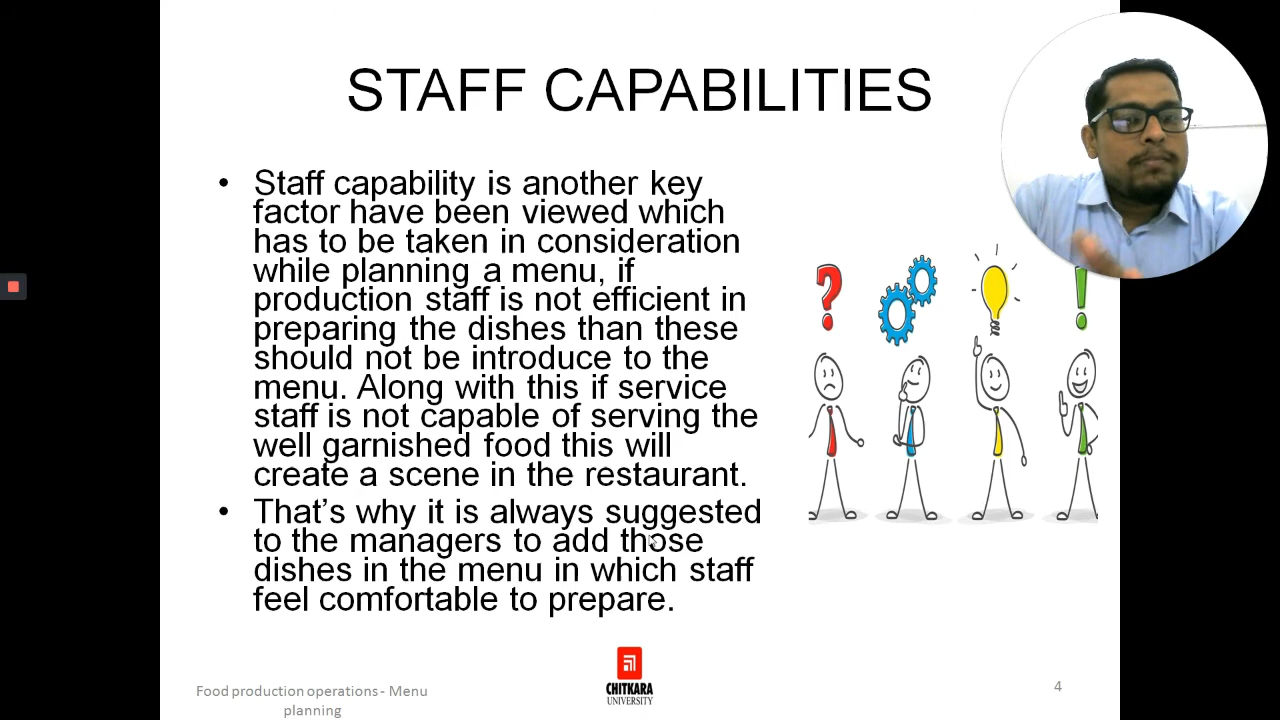 STAFF CAPABILITIES
• Staff capability is another key
factor have been viewed which
has to be taken in consideration
while planning a menu, if
production staff is not efficient in
preparing the dishes than these
should not be introduce to the
menu. Along with this if service
staff is not capable of serving the
well garnished food this will
create a scene in the restaurant.
• That’s why it is always suggested
to the managers to add those
dishes in the menu in which staff
feel comfortable to prepare.
?
!
Food production operations - Menu
planning
CHITKARA
UNIVERSITY
4